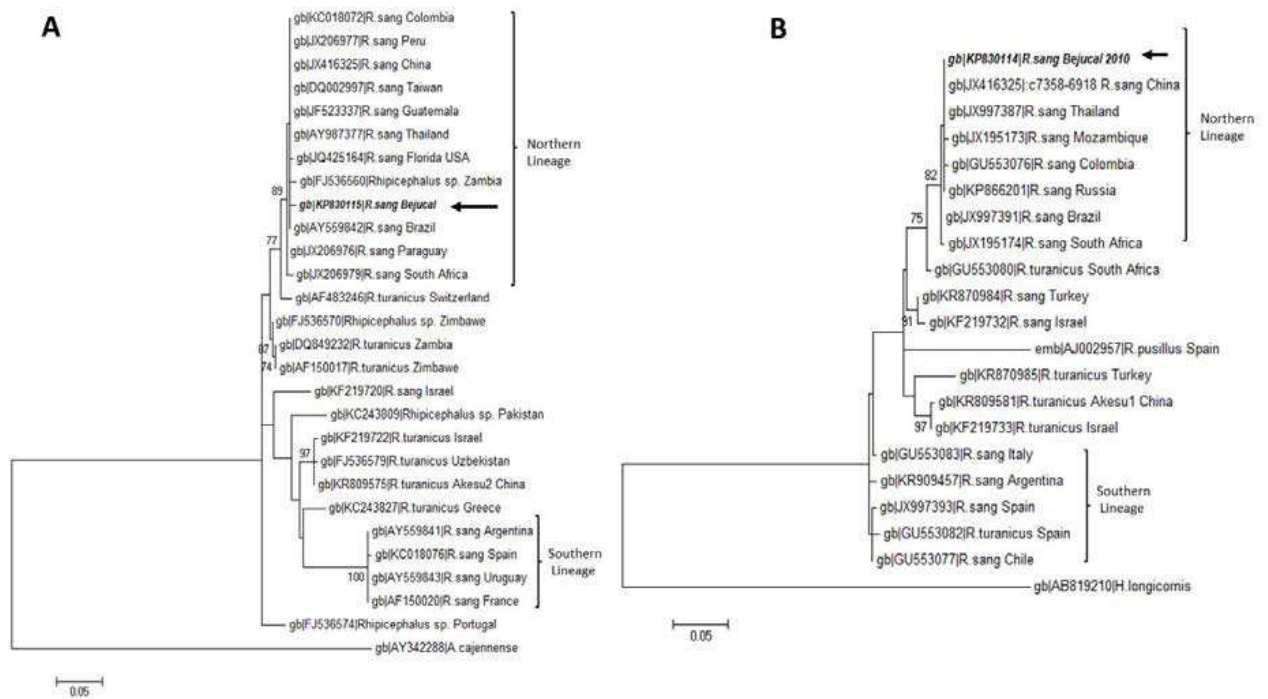 A
gb|KC018072|R.sang Colombia
gb|JX206977|R.sang Peru
gb|JX416325|R.sang China
gb|DQ002997|R.sang Taiwan
gb|JF523337|R.sang Guatemala
gb|AY987377|R.sang Thailand
gb|JQ425164|R.sang Florida USA
gb|FJ536560|Rhipicephalus sp. Zambia
gb|KP830115|R.sang Bejucal
gb|AY559842|R.sang Brazil
gb|JX206976|R.sang Paraguay
gb|JX206979|R.sang South Africa
gb|AF483246|R.turanicus Switzerland
gb|FJ536570|Rhipicephalus sp. Zimbawe
gb|DQ849232|R.turanicus Zambia
gb|AF150017|R.turanicus Zimbawe
gb|KF219720|R.sang Israel
gb|KC243809|Rhipicephalus sp. Pakistan
gb|KF219722|R.turanicus Israel
gb|FJ536579|R.turanicus Uzbekistan
gb|KR809575|R.turanicus Akesu2 China
gb|KC243827|R.turanicus Greece
gb|AY559841|R.sang Argentina
gb|KC018076|R.sang Spain
gb|AY559843|R.sang Uruguay
gb|AF150020|R.sang France
gb|FJ536574|Rhipicephalus sp. Portugal
gb|AY342288|A.cajennense
89
77
87
74
97
100
Northern
Lineage
Southern
Lineage
0.05
B
gb|KP830114|R.sang Bejucal 2010
gb|JX416325|:c7358-6918 R.sang China
gb|JX997387|R.sang Thailand
gb|JX195173|R.sang Mozambique
gb|GU553076|R.sang Colombia
gb|KP866201|R.sang Russia
gb|JX997391|R.sang Brazil
gb|JX195174|R.sang South Africa
gb|GU553080|R.turanicus South Africa
gb|KR870984|R.sang Turkey
gb|KF219732|R.sang Israel
emb|AJ002957|R.pusillus Spain
gb|KR870985|R.turanicus Turkey
gb|KR809581|R.turanicus Akesu1 China
gb|KF219733|R.turanicus Israel
gb|GU553083|R.sang Italy
gb|KR909457|R.sang Argentina
gb|JX997393|R.sang Spain
gb|GU553082|R.turanicus Spain
gb|GU553077|R.sang Chile
gb|AB819210|H.longicornis
82
75
91
97
Northern
Lineage
Southern
Lineage
0.05